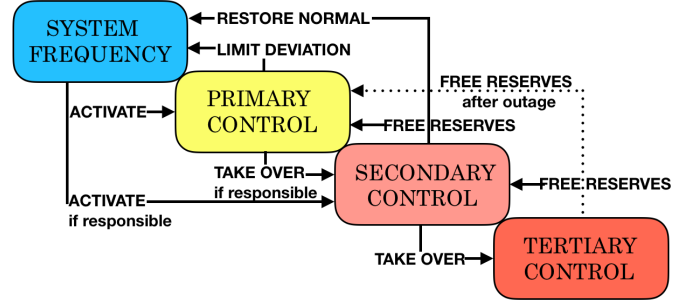 SYSTEM
FREQUENCY
RESTORE NORMAL
LIMIT DEVIATION
ACTIVATE
PRIMARY
CONTROL
FREE RESERVES
after outage
FREE RESERVES
TAKE OVER
if responsible
ACTIVATE
if responsible
SECONDARY
CONTROL
FREE RESERVES
TAKE OVER
TERTIARY
CONTROL